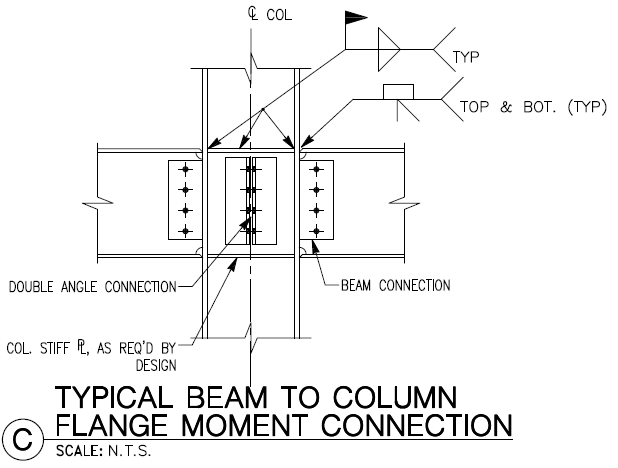 ℄ COL
TYP
TOP & BOT. (TYP)
DOUBLE ANGLE CONNECTION
BEAM CONNECTION
COL. STIFF ⅊, AS REQ'D BY
DESIGN
C
TYPICAL BEAM TO COLUMN
FLANGE MOMENT CONNECTION
SCALE: N.T.S.